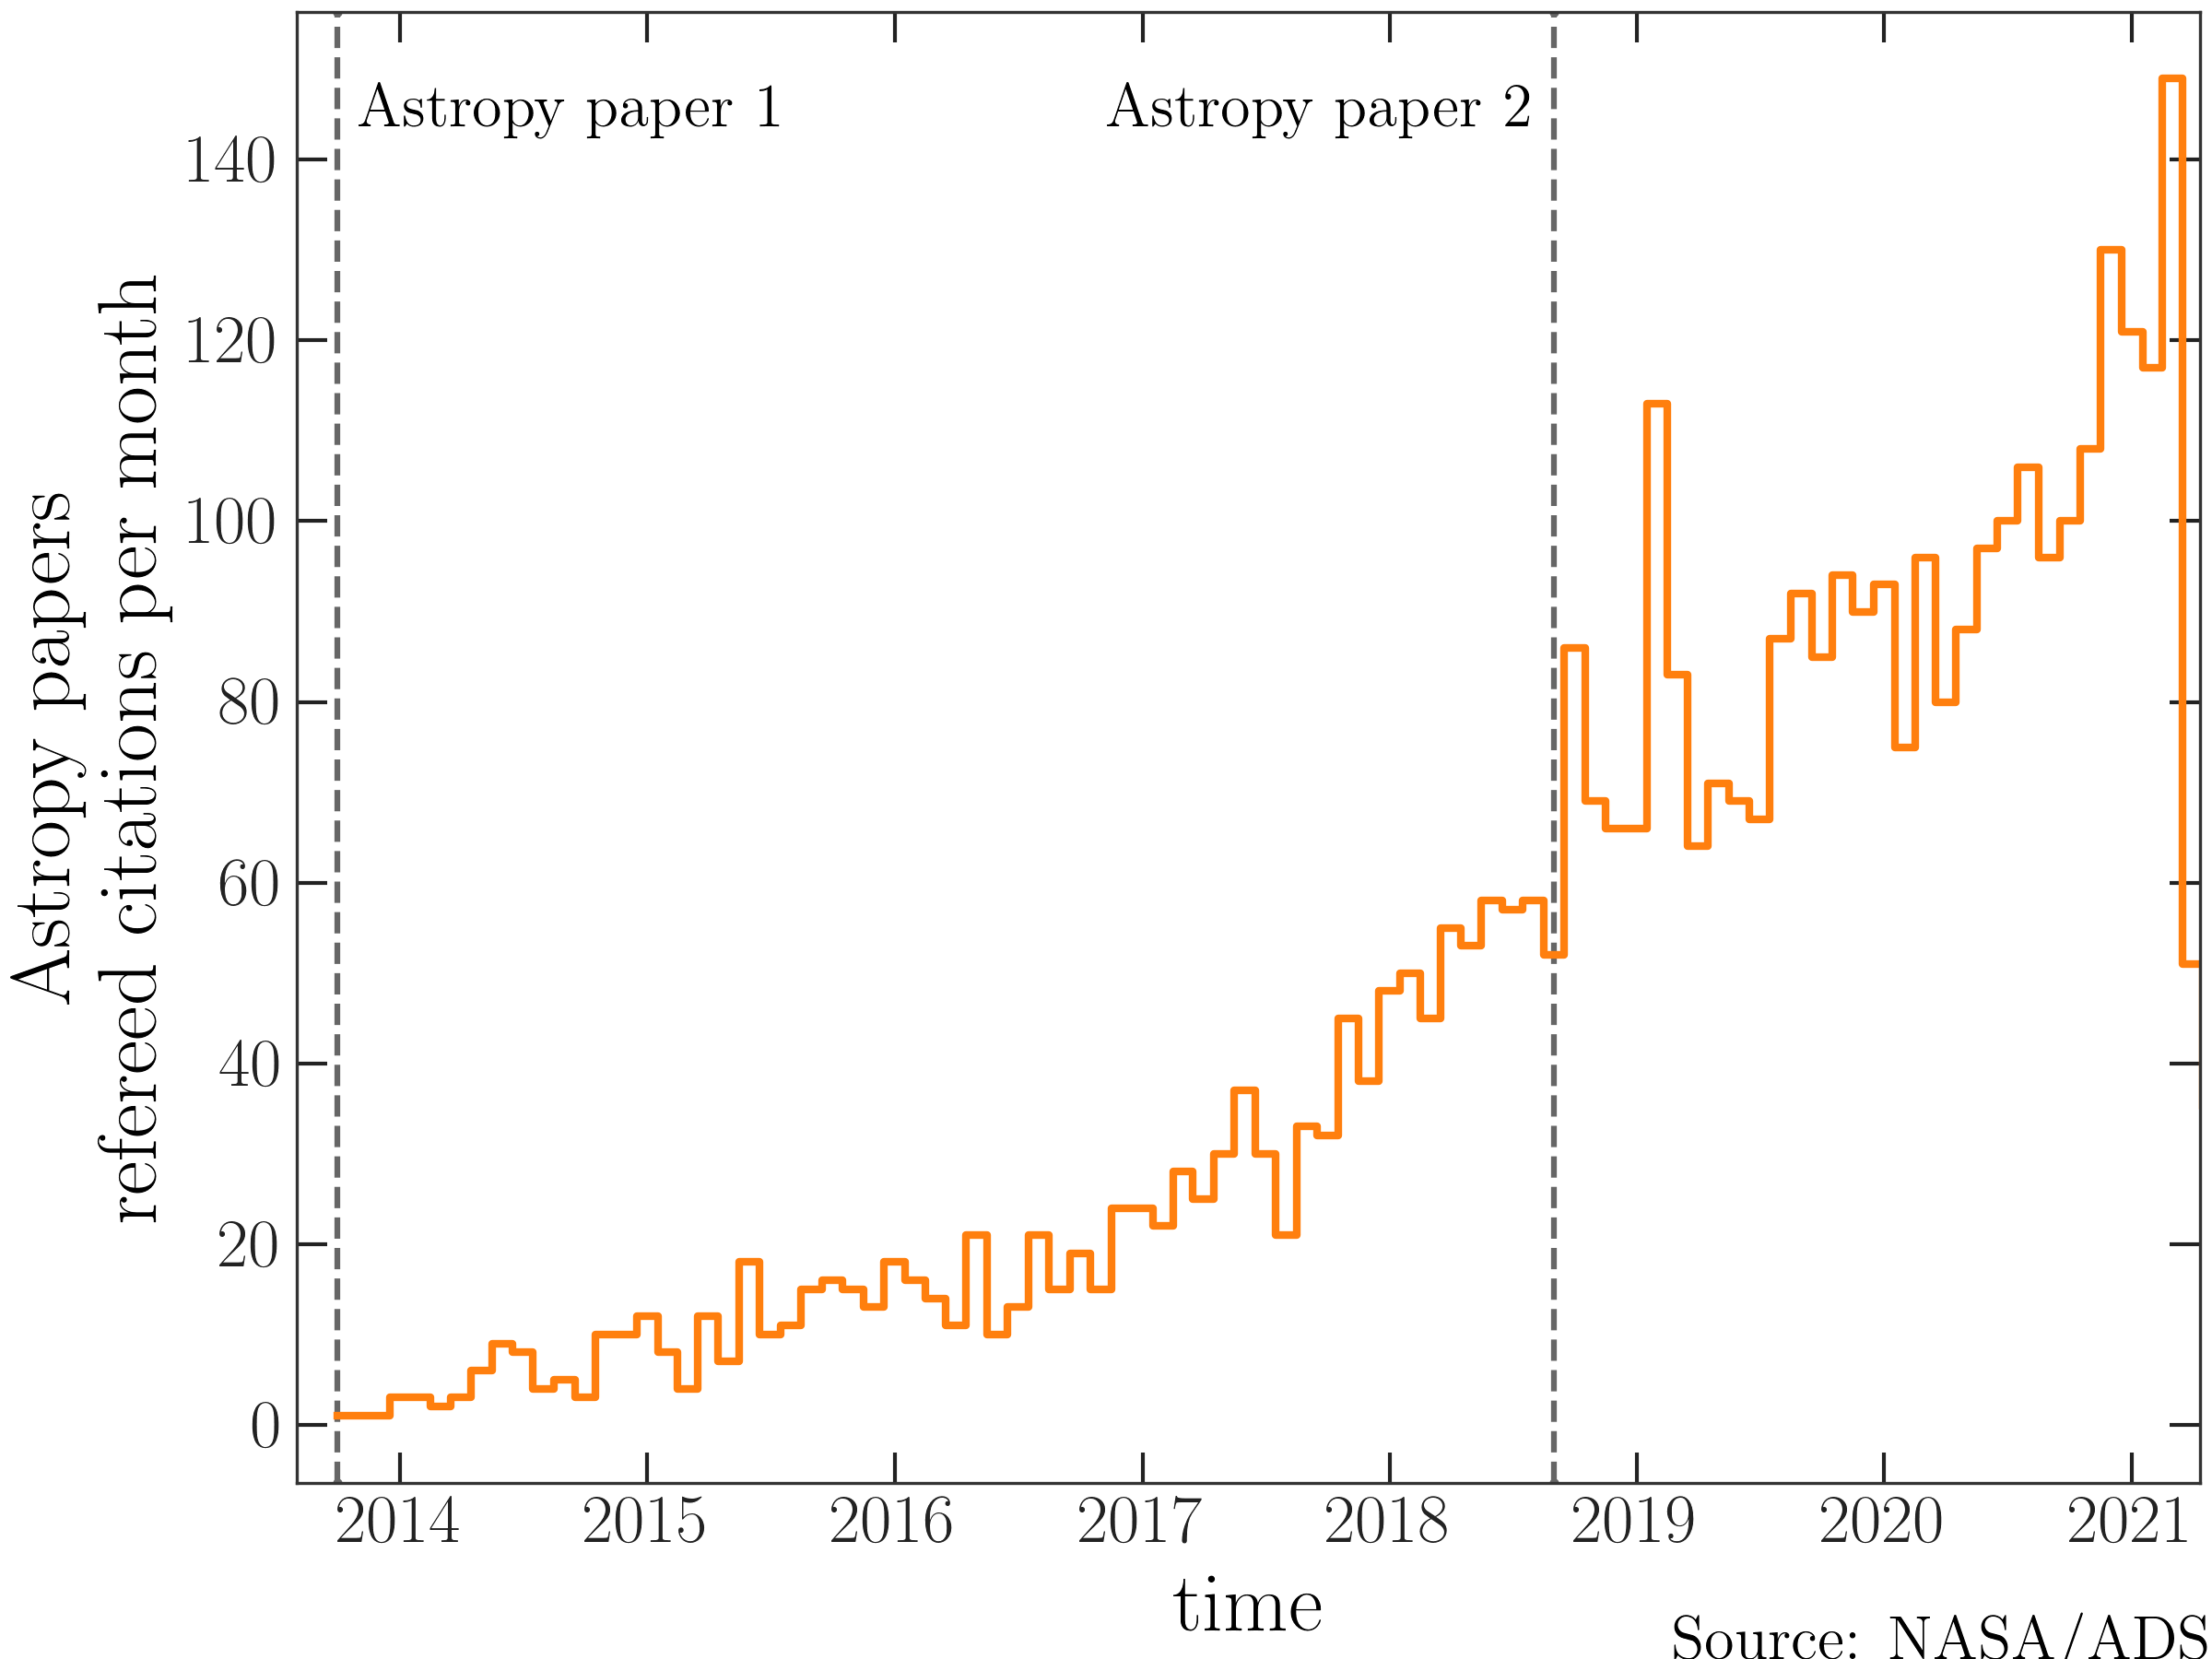 Astropy paper 1
Astropy paper 2
Astropy papers
refereed citations per month
140
120
100
80
60
40
20
0
2014 2015 2016 2017 2018 2019 2020 2021
time
Source: NASA/ADS